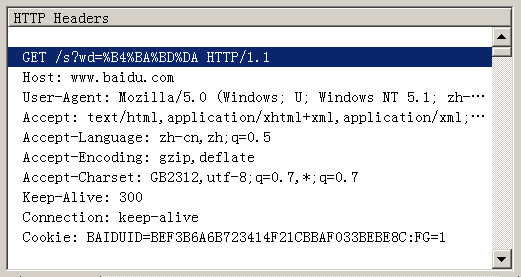 HTTP Headers
GET /s?wd=%B4%BA%BD%DA HTTP/1.1
Host: www.baidu.com
User-Agent: Mozilla/5.0 (Windows; U; Windows NT 5.1; zh-···
Accept: text/html,application/xhtml+xml,application/xml;···
Accept-Language: zh-cn,zh;q=0.5
Accept-Encoding: gzip,deflate
Accept-Charset: GB2312,utf-8;q=0.7,*;q=0.7
Keep-Alive: 300
Connection: keep-alive
Cookie: BAIDUID=BEF3B6A6B723414F21CBBAF033BEBE8C:FG=1